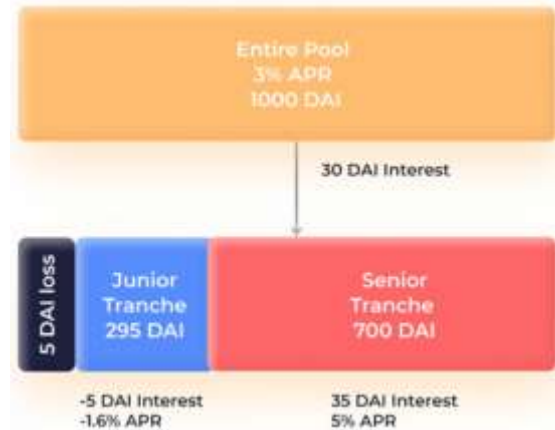 Entire Pool
3% APR
1000 DAI
30 DAI Interest
5 DAI loss
Junior
Tranche
295 DAI
Senior
Tranche
700 DAI
-5 DAI Interest
-1.6% APR
35 DAI Interest
5% APR